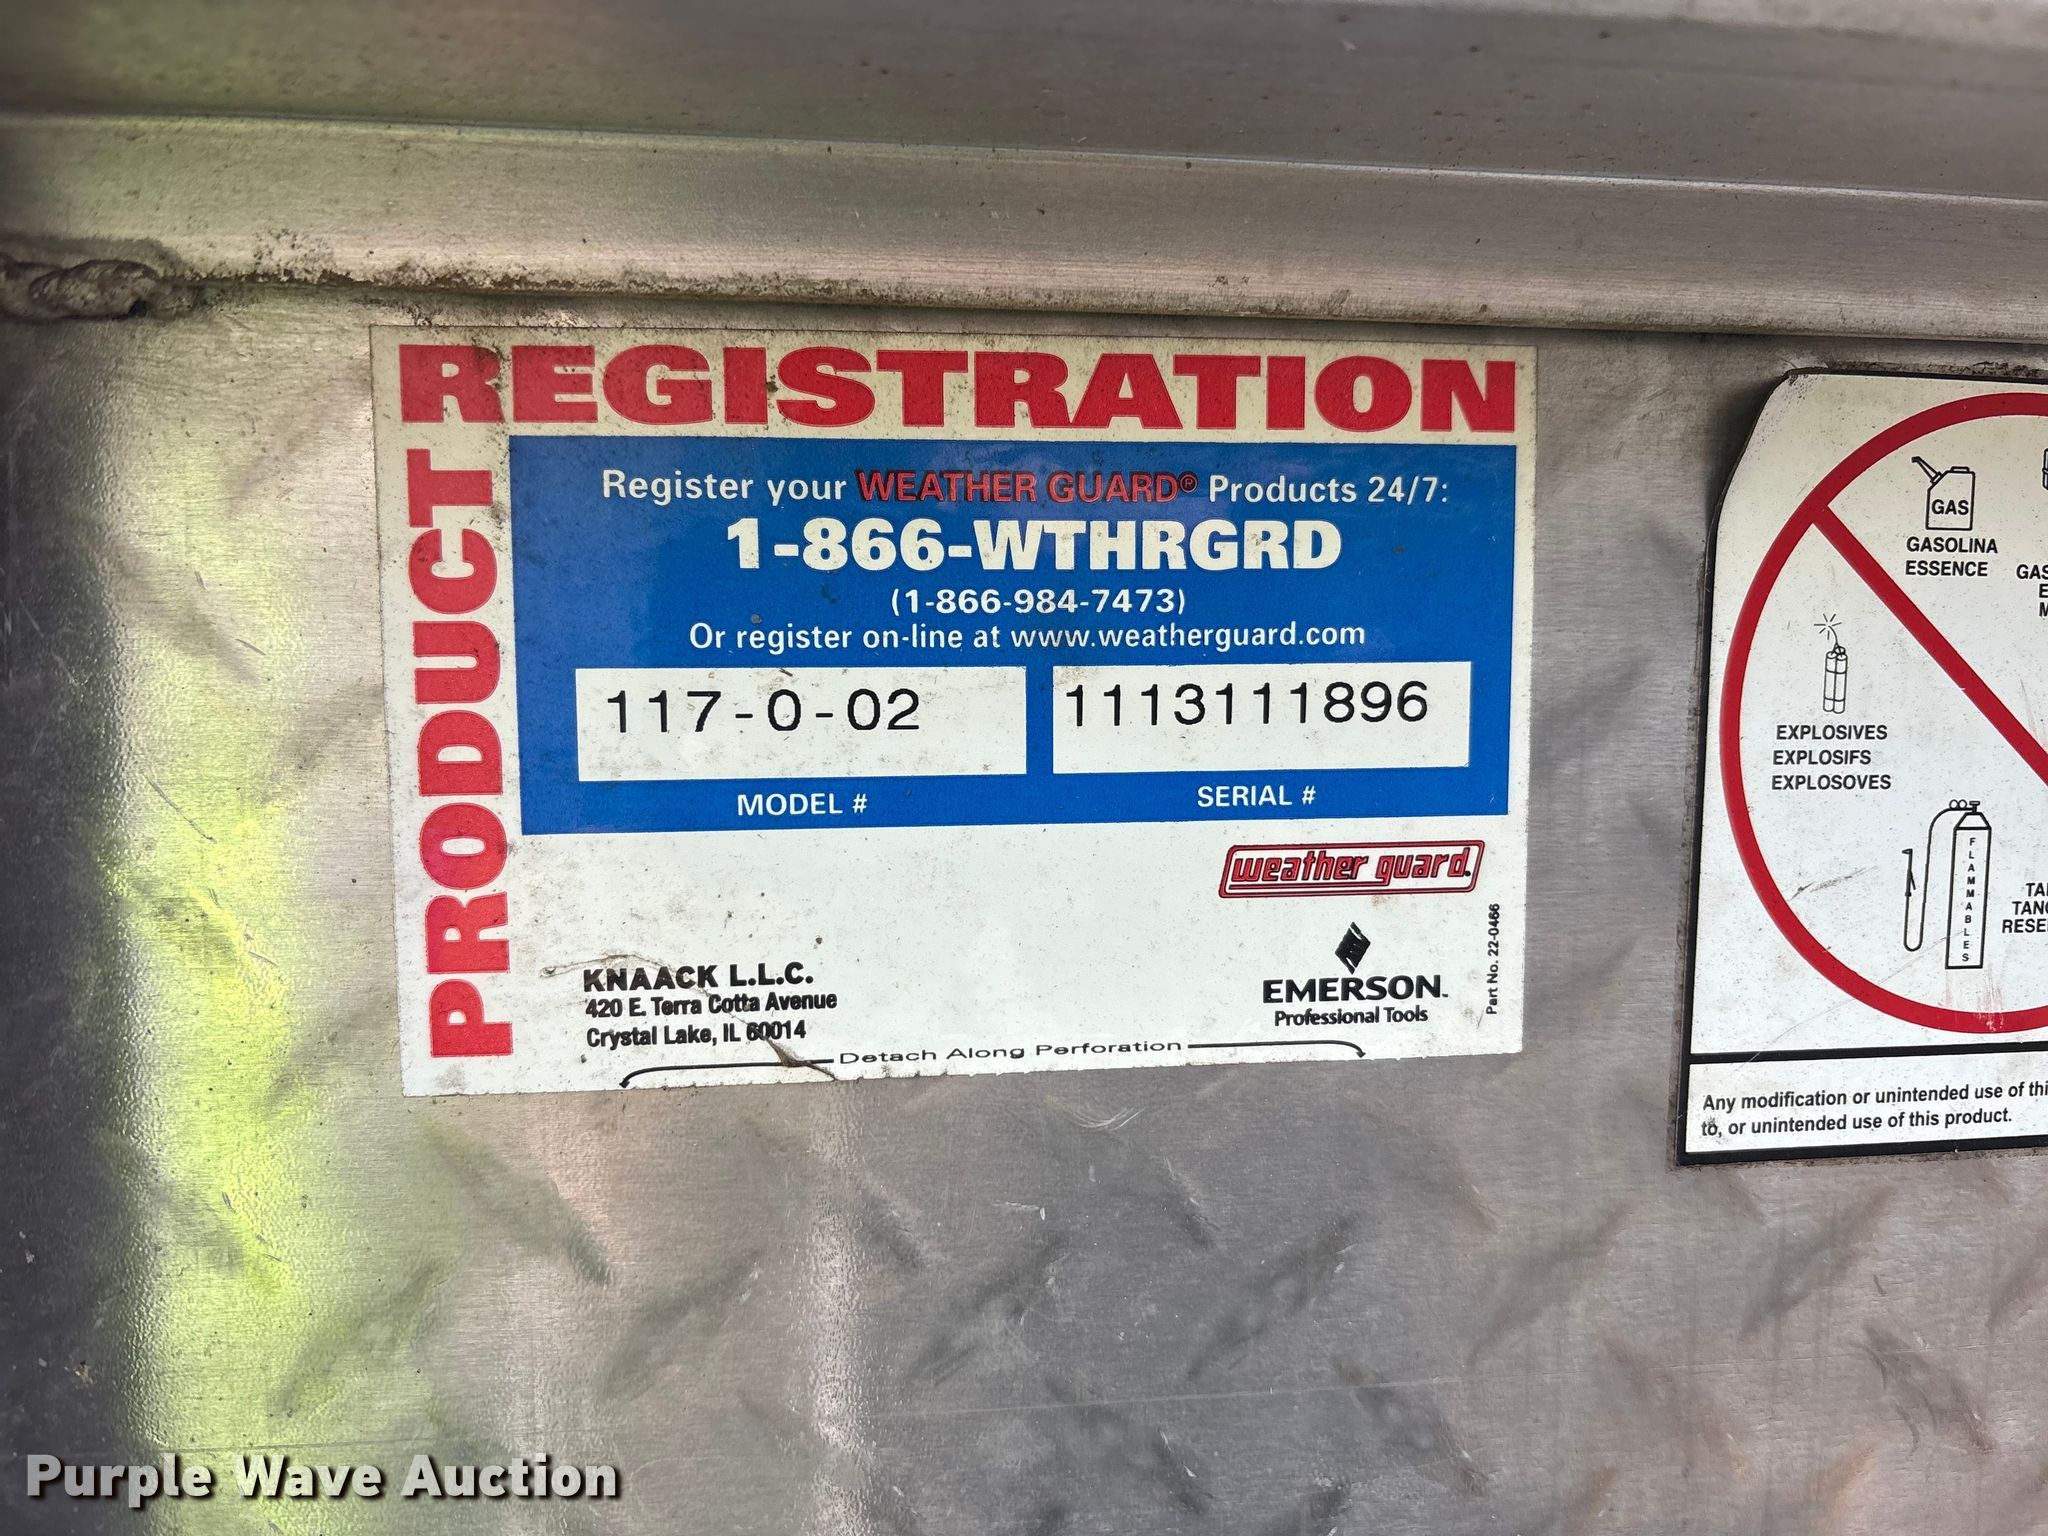 PRODUCT REGISTRATION
Register your WEATHER GUARD® Products 24/7:
1-866-WTHRGRD
(1-866-984-7473)
Or register on-line at www.weatherguard.com
117-0-02
1113111896
MODEL #
SERIAL #
weather guard.
KNAACK L.L.C.
420 E. Terra Cotta Avenue
Crystal Lake, IL 60014
EMERSON.
Professional Tools
Part No. 22-0466
Detach Along Perforation
GAS
GASOLINA
ESSENCE
EXPLOSIVES
EXPLOSIFS
EXPLOSOVES
FLAMMABLES
Any modification or unintended use of
to, or unintended use of this product.
Purple Wave Auction